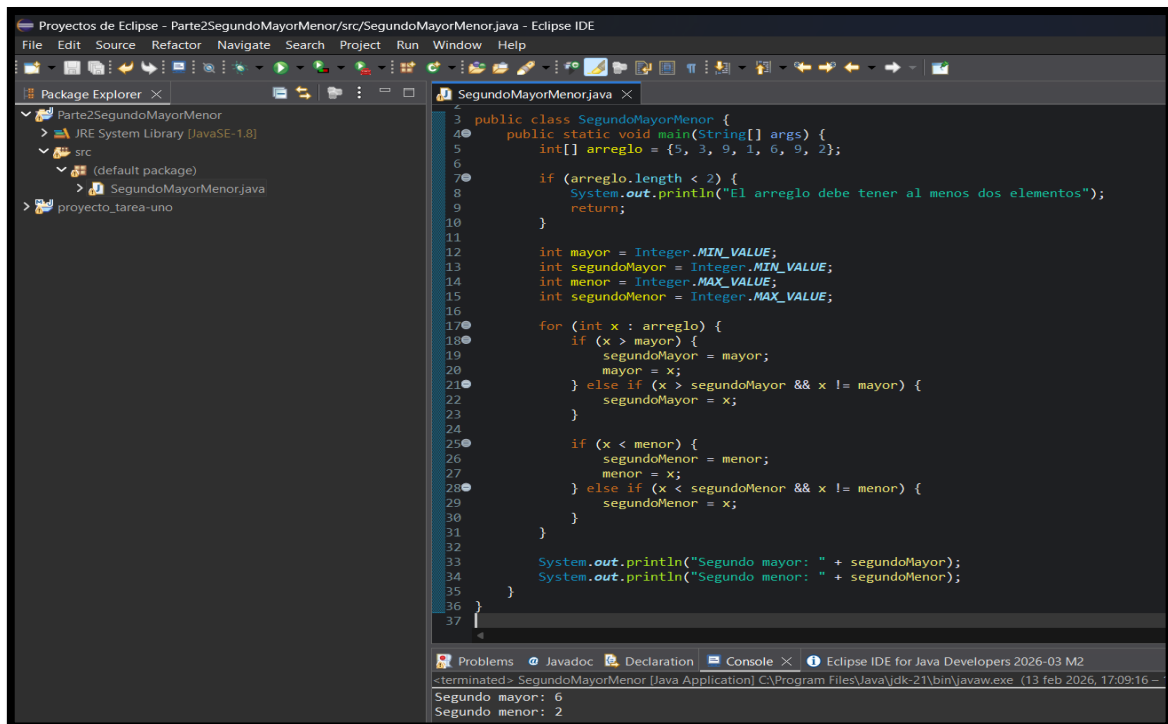 Proyectos de Eclipse - Parte2SegundoMayorMenor/src/SegundoMayorMenor.java - Eclipse IDE
File Edit Source Refactor Navigate Search Project Run Window Help
Package Explorer
Parte2SegundoMayorMenor
JRE System Library [JavaSE-1.8]
src
(default package)
SegundoMayorMenor.java
proyecto_tarea-uno
SegundoMayorMenor.java
2
3 public class SegundoMayorMenor {
4 public static void main(String[] args) {
5 int[] arreglo = {5, 3, 9, 1, 6, 9, 2};
6
7 if (arreglo.length < 2) {
8 System.out.println("El arreglo debe tener al menos dos elementos");
9 return;
10 }
11
12 int mayor = Integer.MIN_VALUE;
13 int segundoMayor = Integer.MIN_VALUE;
14 int menor = Integer.MAX_VALUE;
15 int segundoMenor = Integer.MAX_VALUE;
16
17 for (int x : arreglo) {
18 if (x > mayor) {
19 segundoMayor = mayor;
20 mayor = x;
21 } else if (x > segundoMayor && x != mayor) {
22 segundoMayor = x;
23 }
24
25 if (x < menor) {
26 segundoMenor = menor;
27 menor = x;
28 } else if (x < segundoMenor && x != menor) {
29 segundoMenor = x;
30 }
31 }
32
33 System.out.println("Segundo mayor: " + segundoMayor);
34 System.out.println("Segundo menor: " + segundoMenor);
35 }
36 }
37
Problems Javadoc Declaration Console Eclipse IDE for Java Developers 2026-03 M2
<terminated> SegundoMayorMenor [Java Application] C:\Program Files\Java\jdk-21\bin\javaw.exe (13 feb 2026, 17:09:16 –
Segundo mayor: 6
Segundo menor: 2